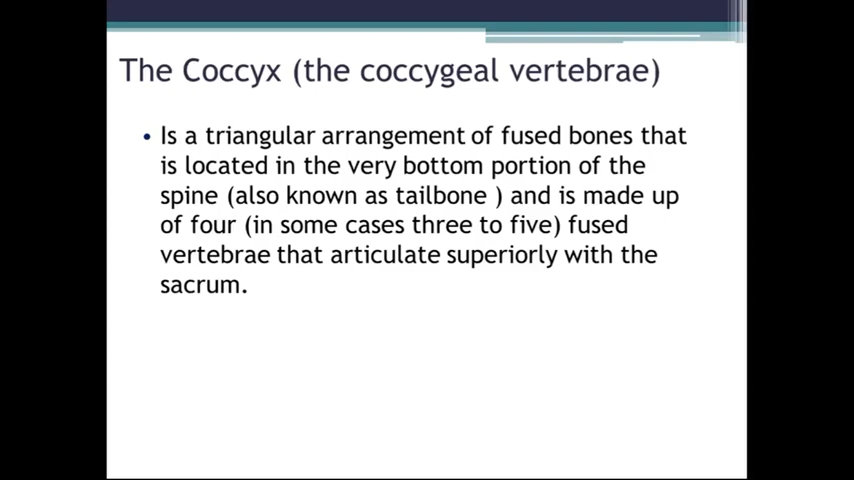 The Coccyx (the coccygeal vertebrae)
• Is a triangular arrangement of fused bones that
is located in the very bottom portion of the
spine (also known as tailbone ) and is made up
of four (in some cases three to five) fused
vertebrae that articulate superiorly with the
sacrum.